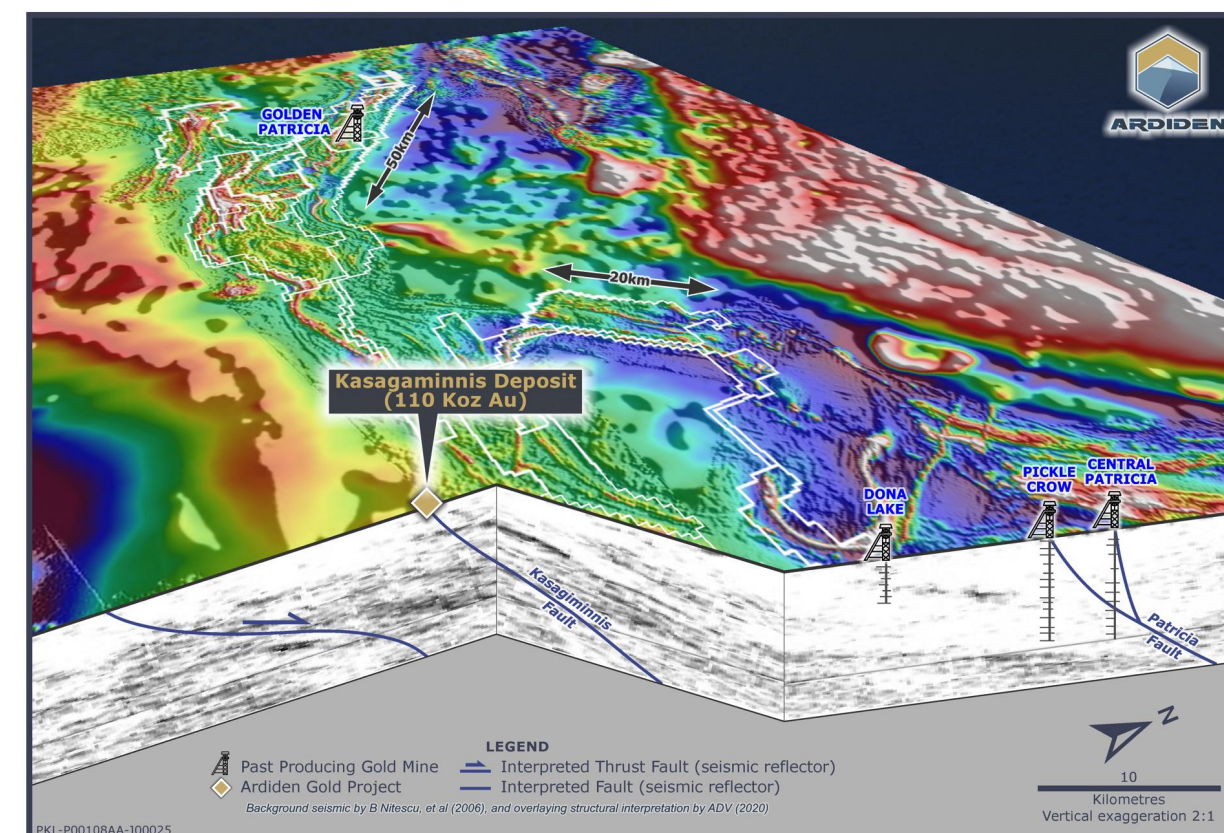 ARDIDEN
GOLDEN
PATRICIA
50km
20km
Kasagaminnis Deposit
(110 Koz Au)
DONA
LAKE
PICKLE
CROW
CENTRAL
PATRICIA
Kasagiminnis
Fault
Patricia
Fault
LEGEND
Past Producing Gold Mine
Ardiden Gold Project
Interpreted Thrust Fault (seismic reflector)
Interpreted Fault (seismic reflector)
Background seismic by B Nitescu, et al (2006), and overlaying structural interpretation by ADV (2020)
N
10
Kilometres
Vertical exaggeration 2:1
PKL-P00108AA-J00025